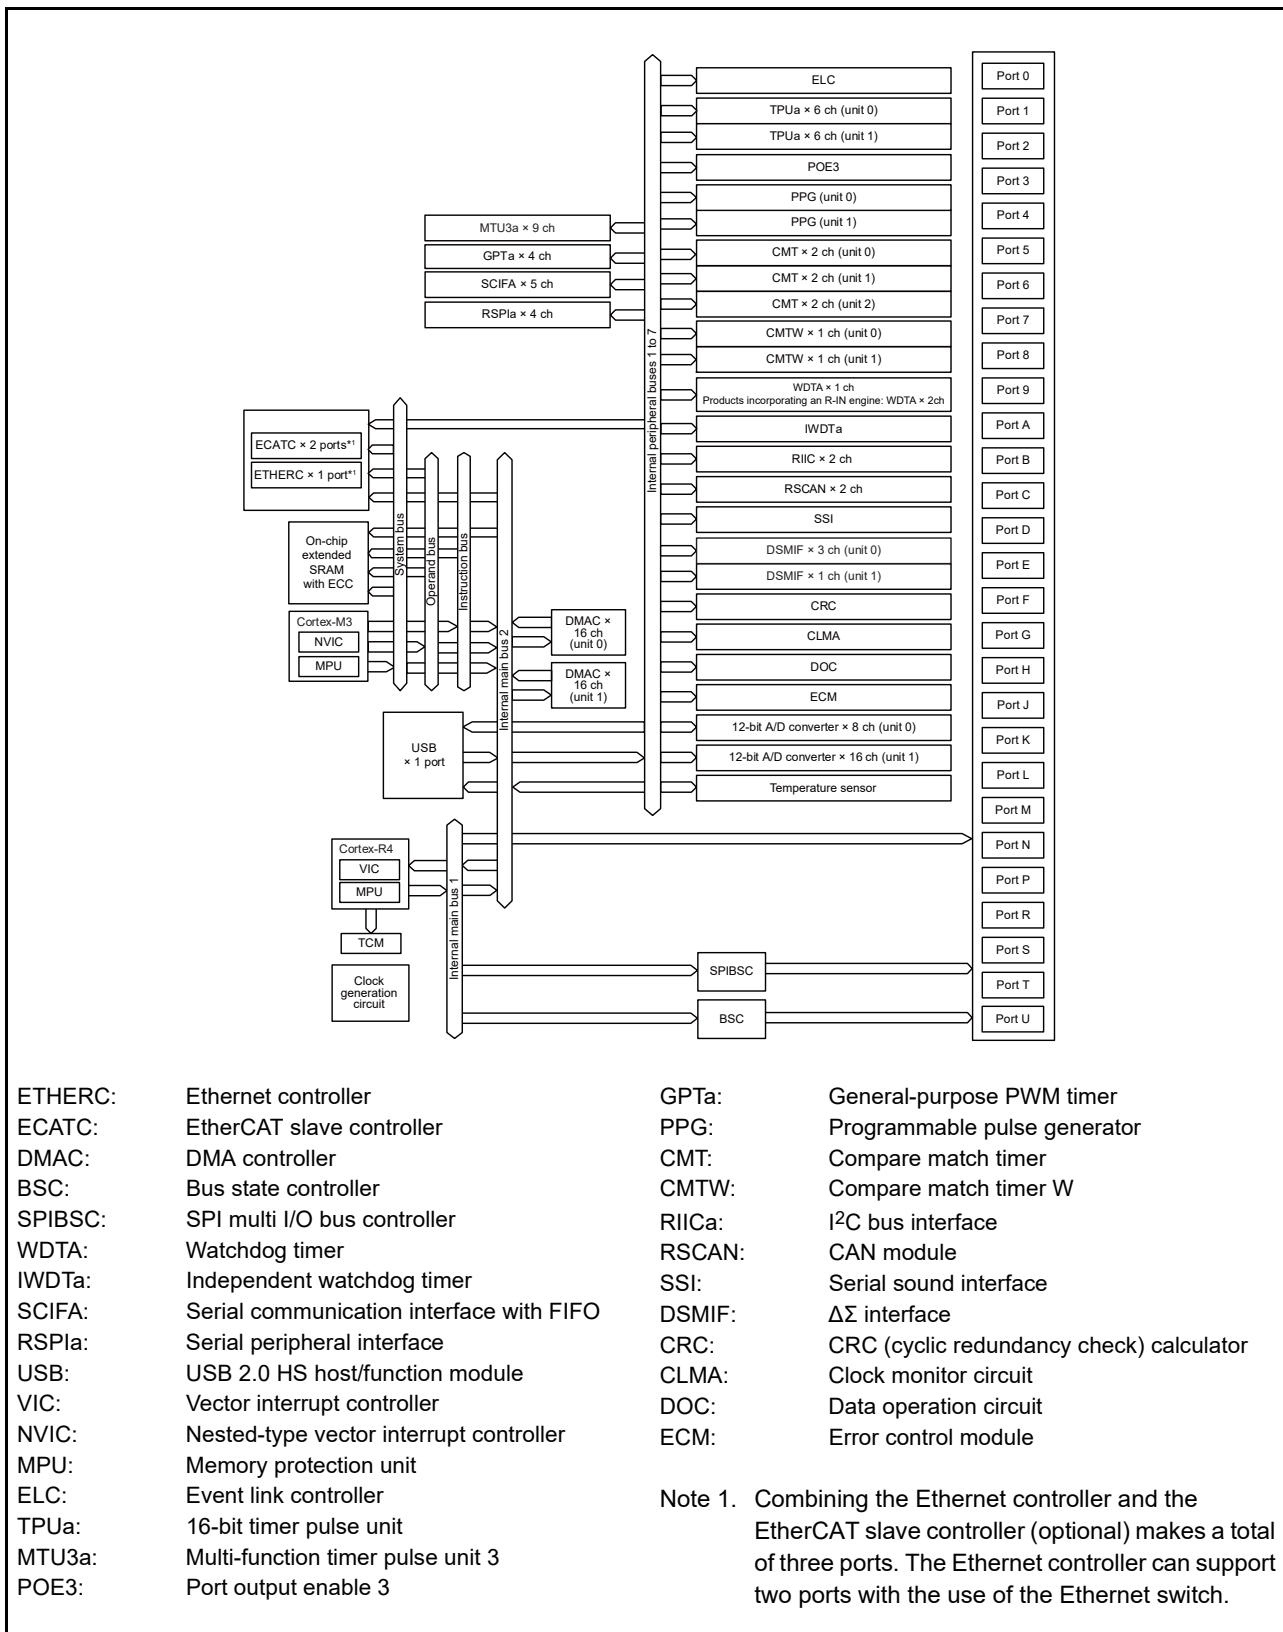 ELC
TPUa × 6 ch (unit 0)
TPUa × 6 ch (unit 1)
POE3
PPG (unit 0)
PPG (unit 1)
CMT × 2 ch (unit 0)
CMT × 2 ch (unit 1)
CMT × 2 ch (unit 2)
CMTW × 1 ch (unit 0)
CMTW × 1 ch (unit 1)
WDTA × 1 ch
Products incorporating an R-IN engine: WDTA × 2ch
IWDTa
RIIC × 2 ch
RSCAN × 2 ch
SSI
DSMIF × 3 ch (unit 0)
DSMIF × 1 ch (unit 1)
CRC
CLMA
DOC
ECM
12-bit A/D converter × 8 ch (unit 0)
12-bit A/D converter × 16 ch (unit 1)
Temperature sensor
Port 0
Port 1
Port 2
Port 3
Port 4
Port 5
Port 6
Port 7
Port 8
Port 9
Port A
Port B
Port C
Port D
Port E
Port F
Port G
Port H
Port J
Port K
Port L
Port M
Port N
Port P
Port R
Port S
Port T
Port U
MTU3a × 9 ch
GPTa × 4 ch
SCIFA × 5 ch
RSPIa × 4 ch
Internal peripheral buses 1 to 7
ECATC × 2 ports*1
ETHERC × 1 port*1
On-chip
extended
SRAM
with ECC
Cortex-M3
NVIC
MPU
System bus
Operand bus
Instruction bus
Internal main bus 2
DMAC ×
16 ch
(unit 0)
DMAC ×
16 ch
(unit 1)
USB
× 1 port
Cortex-R4
VIC
MPU
TCM
Clock
generation
circuit
Internal main bus 1
SPIBSC
BSC
ETHERC: Ethernet controller
ECATC: EtherCAT slave controller
DMAC: DMA controller
BSC: Bus state controller
SPIBSC: SPI multi I/O bus controller
WDTA: Watchdog timer
IWDTa: Independent watchdog timer
SCIFA: Serial communication interface with FIFO
RSPIa: Serial peripheral interface
USB: USB 2.0 HS host/function module
VIC: Vector interrupt controller
NVIC: Nested-type vector interrupt controller
MPU: Memory protection unit
ELC: Event link controller
TPUa: 16-bit timer pulse unit
MTU3a: Multi-function timer pulse unit 3
POE3: Port output enable 3
GPTa: General-purpose PWM timer
PPG: Programmable pulse generator
CMT: Compare match timer
CMTW: Compare match timer W
RIICa: I2C bus interface
RSCAN: CAN module
SSI: Serial sound interface
DSMIF: ΔΣ interface
CRC: CRC (cyclic redundancy check) calculator
CLMA: Clock monitor circuit
DOC: Data operation circuit
ECM: Error control module
Note 1. Combining the Ethernet controller and the
EtherCAT slave controller (optional) makes a total
of three ports. The Ethernet controller can support
two ports with the use of the Ethernet switch.